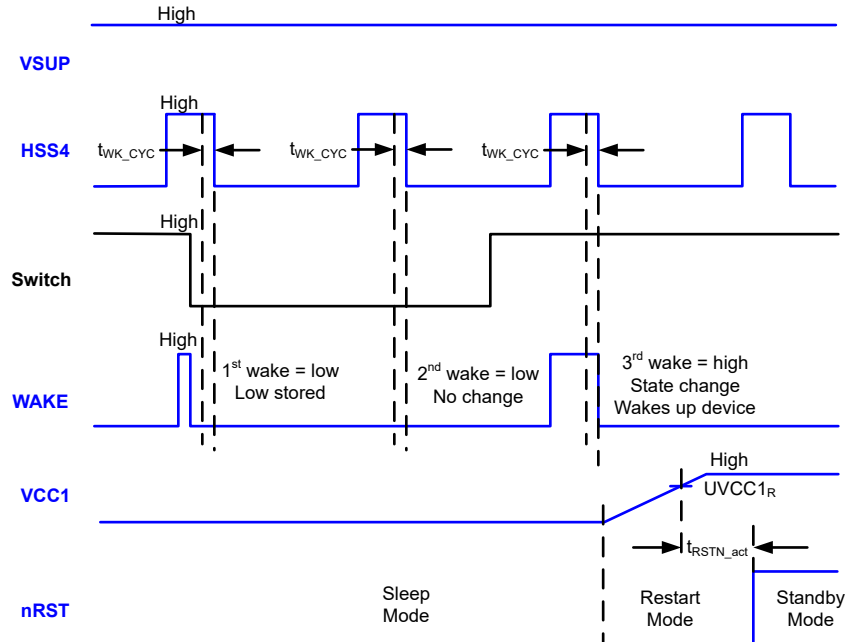 High
VSUP
High
HSS4
tWK_CYC
tWK_CYC
tWK_CYC
High
Switch
High
WAKE
1st wake = low
Low stored
2nd wake = low
No change
3rd wake = high
State change
Wakes up device
High
VCC1
UVCC1R
tRSTN_act
nRST
Sleep
Mode
Restart
Mode
Standby
Mode